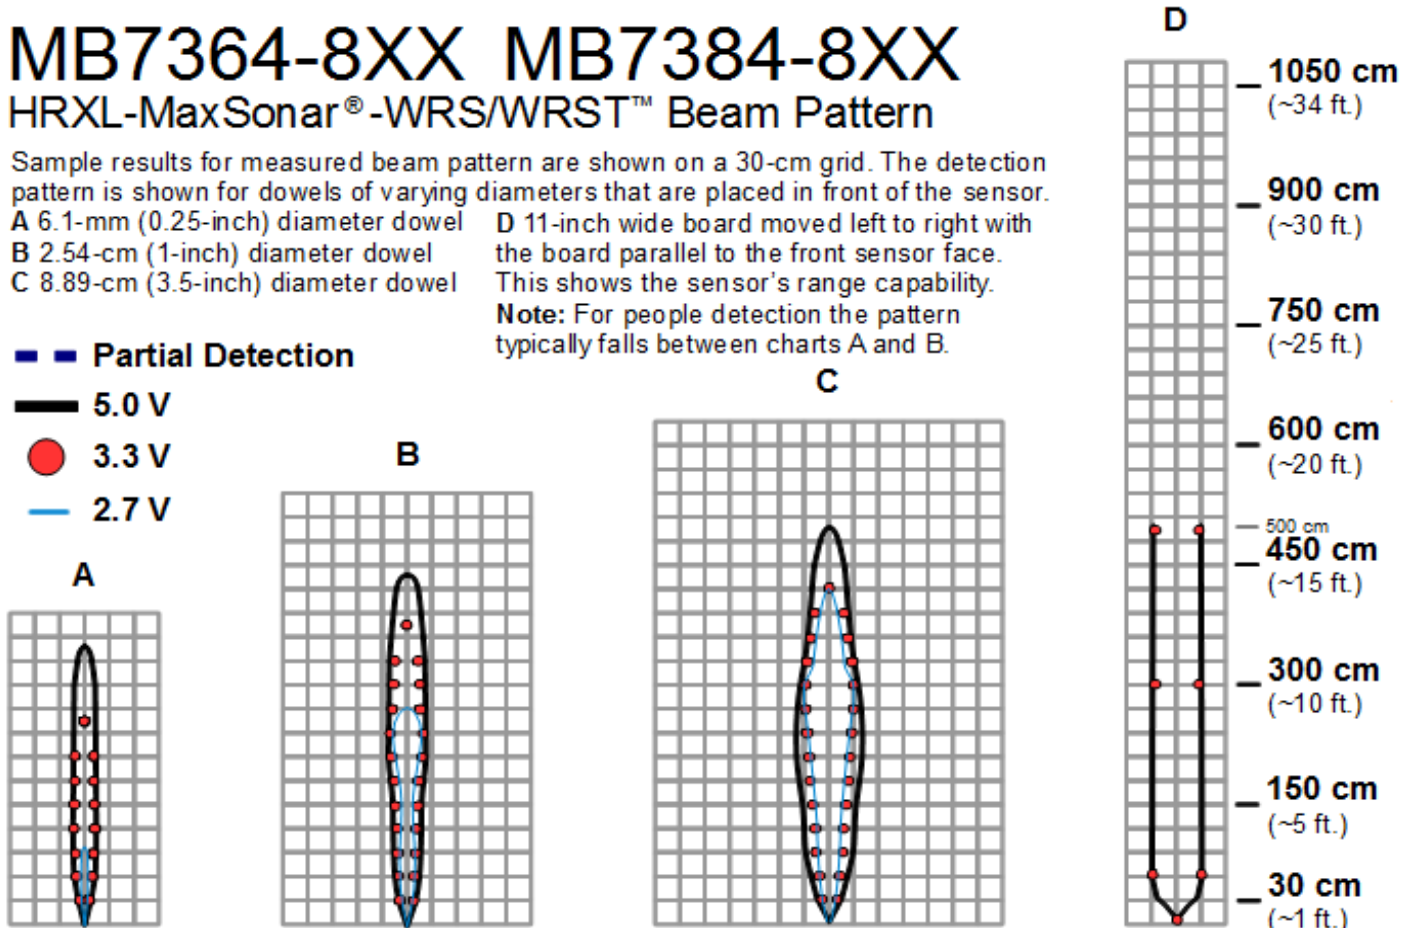 MB7364-8XX MB7384-8XX
HRXL-MaxSonar®-WRS/WRST™ Beam Pattern
Sample results for measured beam pattern are shown on a 30-cm grid. The detection
pattern is shown for dowels of varying diameters that are placed in front of the sensor.
A 6.1-mm (0.25-inch) diameter dowel
B 2.54-cm (1-inch) diameter dowel
C 8.89-cm (3.5-inch) diameter dowel
D 11-inch wide board moved left to right with
the board parallel to the front sensor face.
This shows the sensor's range capability.
Note: For people detection the pattern
typically falls between charts A and B.
Partial Detection
5.0 V
3.3 V
2.7 V
A
B
C
D
1050 cm
(~34 ft.)
900 cm
(~30 ft.)
750 cm
(~25 ft.)
600 cm
(~20 ft.)
500 cm
450 cm
(~15 ft.)
300 cm
(~10 ft.)
150 cm
(~5 ft.)
30 cm
(~1 ft.)